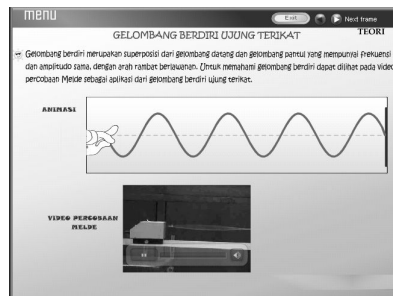 menu
Exit
Next frame
GELOMBANG BERDIRI UJUNG TERIKAT
TEORI
Gelombang berdiri merupakan superposisi dari gelombang datang dan gelombang pantul yang mempunyai frekuensi
dan amplitudo sama, dengan arah rambat berlawanan. Untuk memahami gelombang berdiri dapat dilihat pada Video
percobaan Melde sebagai aplikasi dari gelombang berdiri ujung terikat.
ANIMASI
VIDEO PERCOBAAN
MELDE